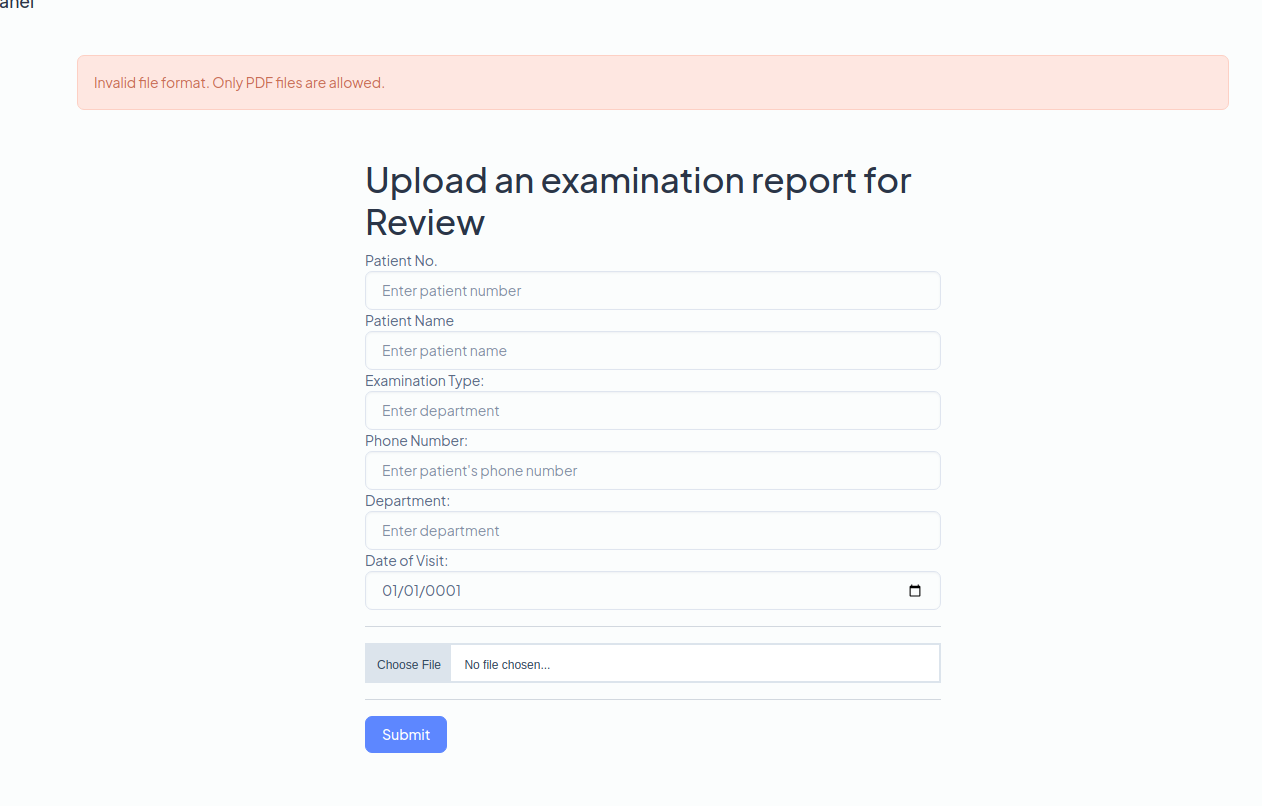 anel
Invalid file format. Only PDF files are allowed.
Upload an examination report for
Review
Patient No.
Enter patient number
Patient Name
Enter patient name
Examination Type:
Enter department
Phone Number:
Enter patient's phone number
Department:
Enter department
Date of Visit:
01/01/0001
Choose File No file chosen...
Submit